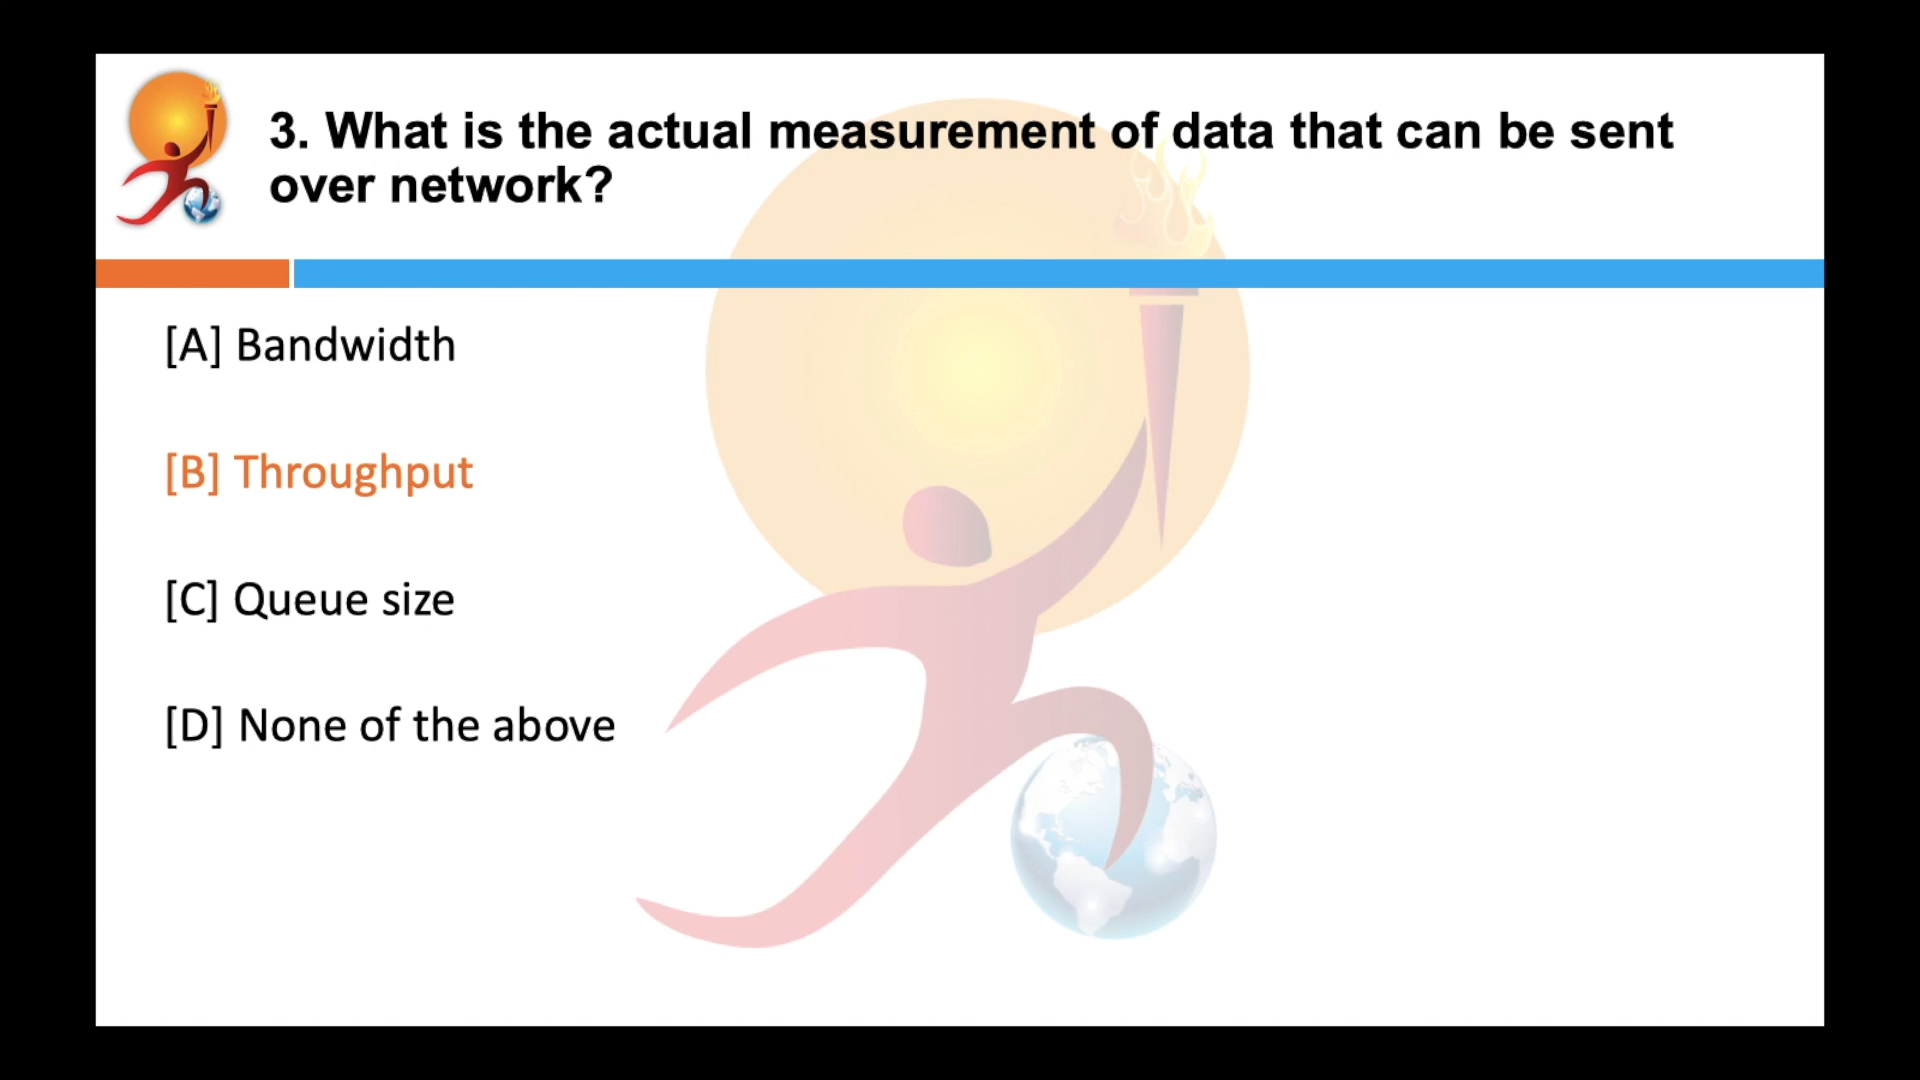 3. What is the actual measurement of data that can be sent
over network?
[A] Bandwidth
[B] Throughput
[C] Queue size
[D] None of the above